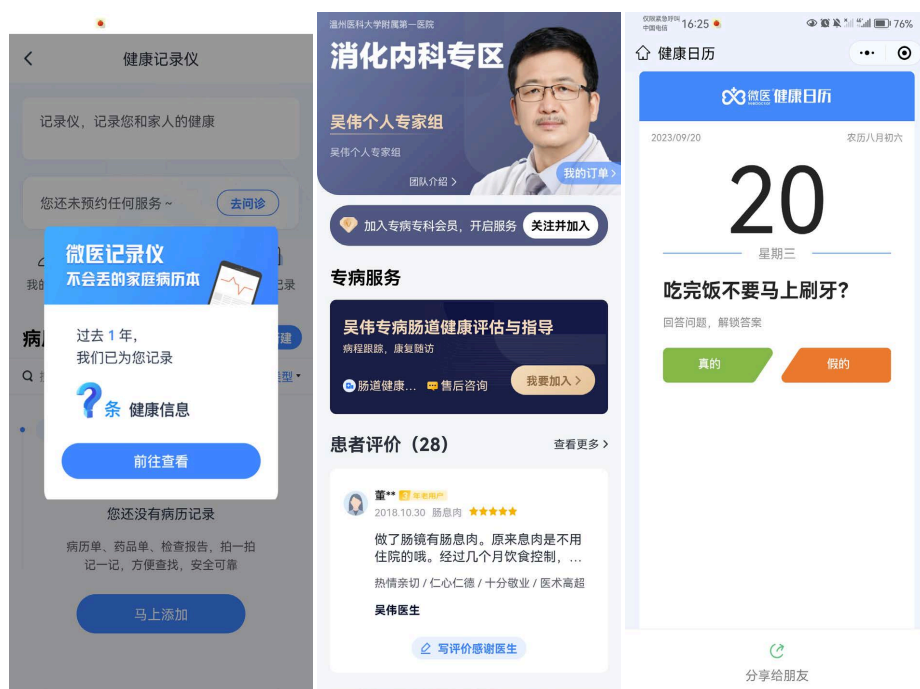 健康记录仪
记录仪，记录您和家人的健康
您还未预约任何服务~
去问诊
微医记录仪
不会丢的家庭病历本
过去1年，
我们已为您记录
?条 健康信息
前往查看
您还没有病历记录
病历单、药品单、检查报告，拍一拍
记一记，方便查找，安全可靠
马上添加
温州医科大学附属第一医院
消化内科专区
吴伟个人专家组
吴伟个人专家组
团队介绍 >
我的订单 >
加入专病专科会员，开启服务
关注并加入
专病服务
吴伟专病肠道健康评估与指导
病程跟踪，康复随访
肠道健康... 售后咨询
我要加入 >
患者评价（28）
查看更多 >
董**
2018.10.30 肠息肉 ★★★★★
做了肠镜有肠息肉。原来息肉是不用
住院的哦。经过几个月饮食控制，...
热情亲切 / 仁心仁德 / 十分敬业 / 医术高超
吴伟医生
写评价感谢医生
仅限紧急呼叫
中国电信
16:25
76%
健康日历
微医 健康日历
2023/09/20
农历八月初六
20
星期三
吃完饭不要马上刷牙?
回答问题，解锁答案
真的
假的
分享给朋友